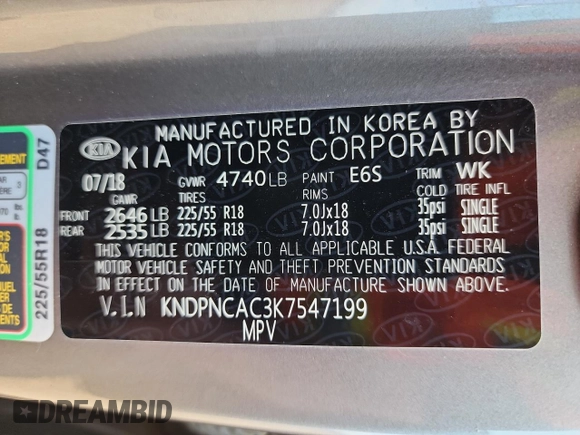 MANUFACTURED IN KOREA BY
KIA KIA MOTORS CORPORATION
07/18 GVWR 4740LB PAINT E6S TRIM WK
GAWR TIRES RIMS COLD TIRE INFL
FRONT 2646LB 225/55 R18 7.0Jx18 35psi SINGLE
REAR 2535LB 225/55 R18 7.0Jx18 35psi SINGLE
THIS VEHICLE CONFORMS TO ALL APPLICABLE U.S.A. FEDERAL
MOTOR VEHICLE SAFETY AND THEFT PREVENTION STANDARDS
IN EFFECT ON THE DATE OF MANUFACTURE SHOWN ABOVE.
V.I.N KNDPNCAC3K7547199
MPV
D47
225/55R18
DREAMBID